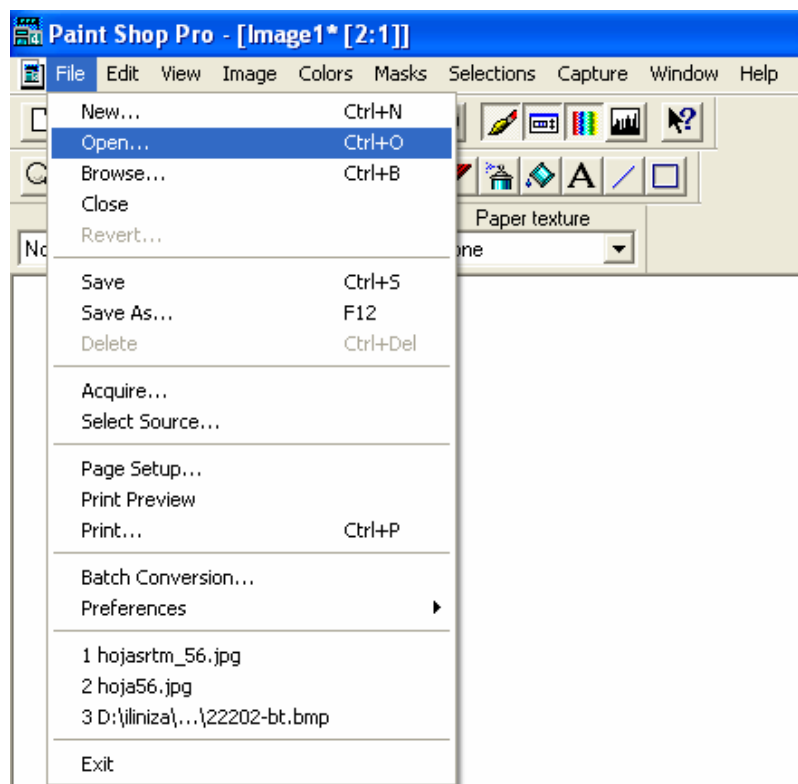 Paint Shop Pro - [Image1* [2:1]]
File Edit View Image Colors Masks Selections Capture Window Help
New... Ctrl+N
Open... Ctrl+O
Browse... Ctrl+B
Close
Revert...
Paper texture
Save Ctrl+S
Save As... F12
Delete Ctrl+Del
Acquire...
Select Source...
Page Setup...
Print Preview
Print... Ctrl+P
Batch Conversion...
Preferences
1 hojasrtm_56.jpg
2 hoja56.jpg
3 D:\iliniza\...\22202-bt.bmp
Exit